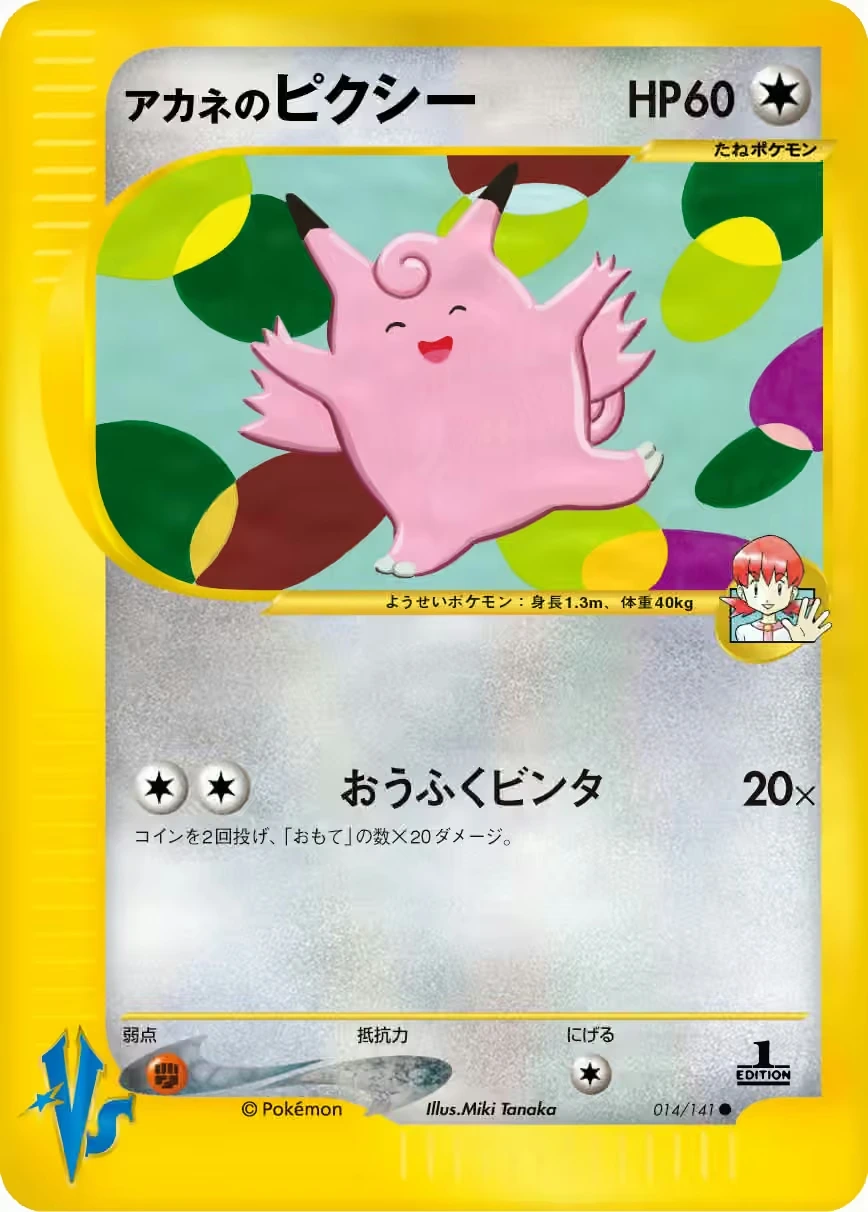 アカネのピクシー HP60
たねポケモン
ようせいポケモン：身長1.3m、体重40kg
おうふくビンタ 20×
コインを2回投げ、「おもて」の数×20ダメージ。
弱点 抵抗力 にげる
1
EDITION
VS
© Pokémon Illus.Miki Tanaka 014/141●